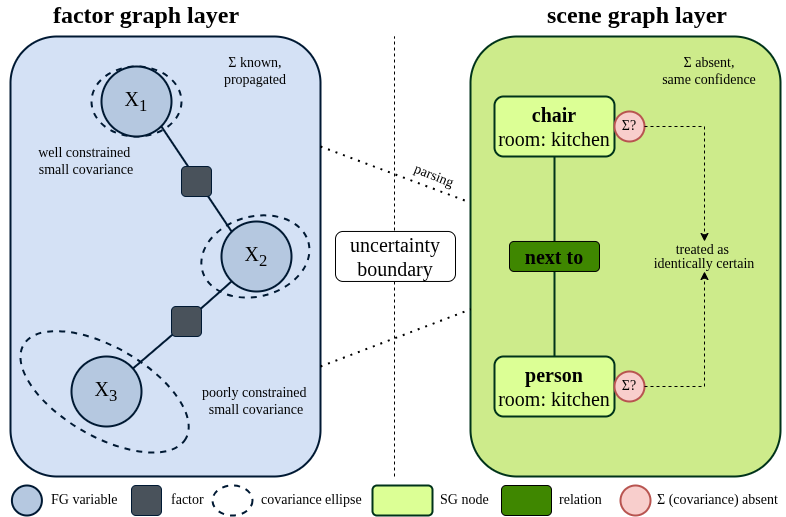 factor graph layer
scene graph layer
Σ known,
propagated
X1
well constrained
small covariance
X2
X3
poorly constrained
small covariance
parsing
uncertainty
boundary
Σ absent,
same confidence
chair
room: kitchen
Σ?
next to
treated as
identically certain
person
room: kitchen
Σ?
FG variable
factor
covariance ellipse
SG node
relation
Σ (covariance) absent